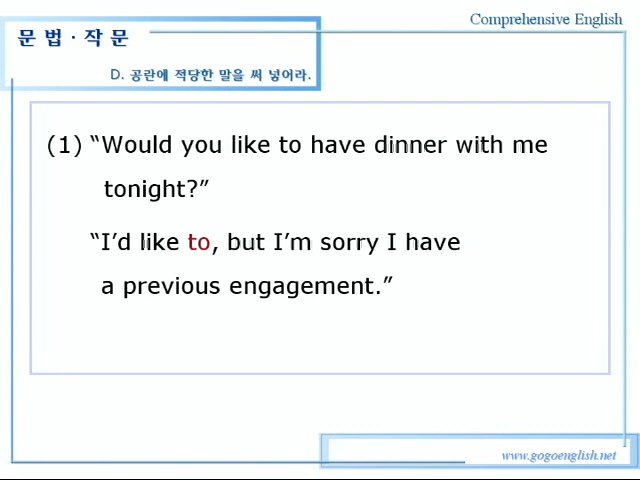 Comprehensive English
문 법 · 작 문
D. 공란에 적당한 말을 써 넣어라.
(1) “Would you like to have dinner with me
tonight?”
“I’d like to, but I’m sorry I have
a previous engagement.”
www.gogoenglish.net